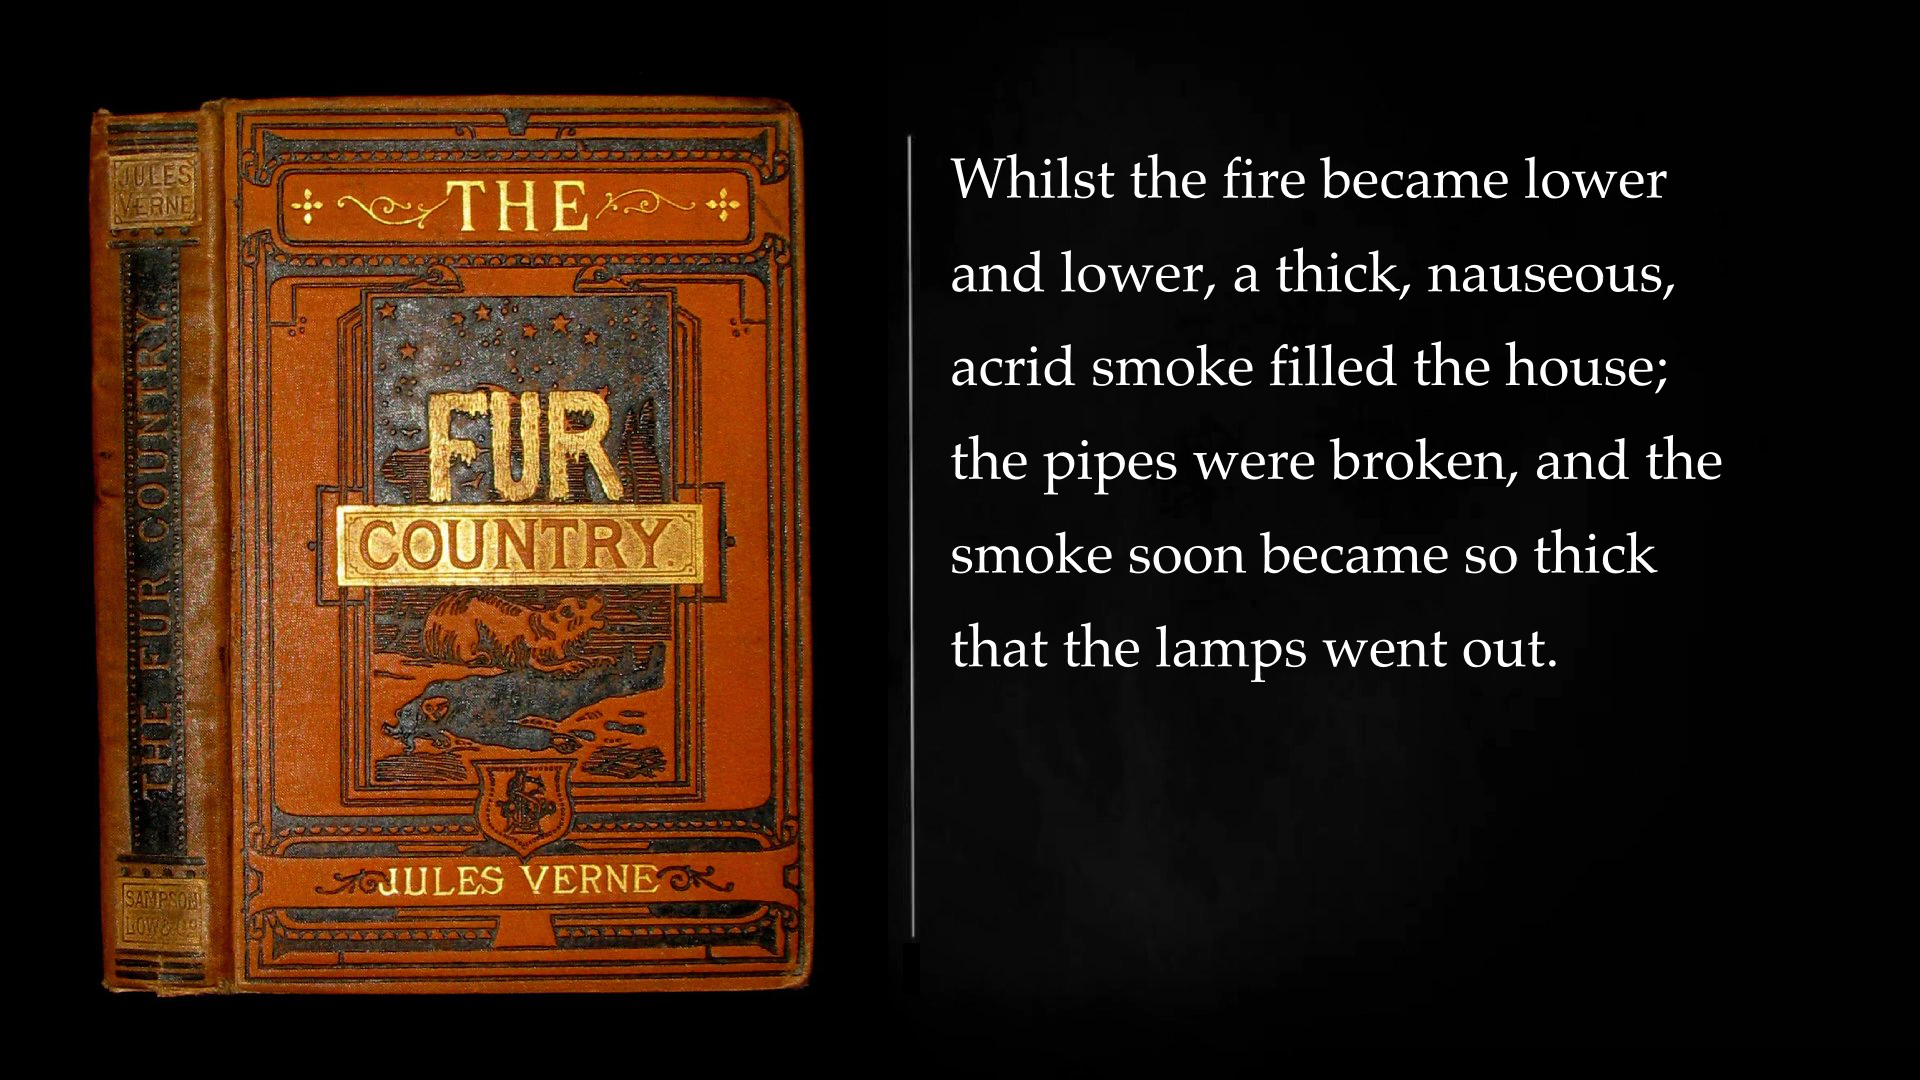 JULES
VERNE
THE FUR COUNTRY.
SAMPSON
LOW & Co
THE
FUR
COUNTRY.
JULES VERNE
Whilst the fire became lower
and lower, a thick, nauseous,
acrid smoke filled the house;
the pipes were broken, and the
smoke soon became so thick
that the lamps went out.